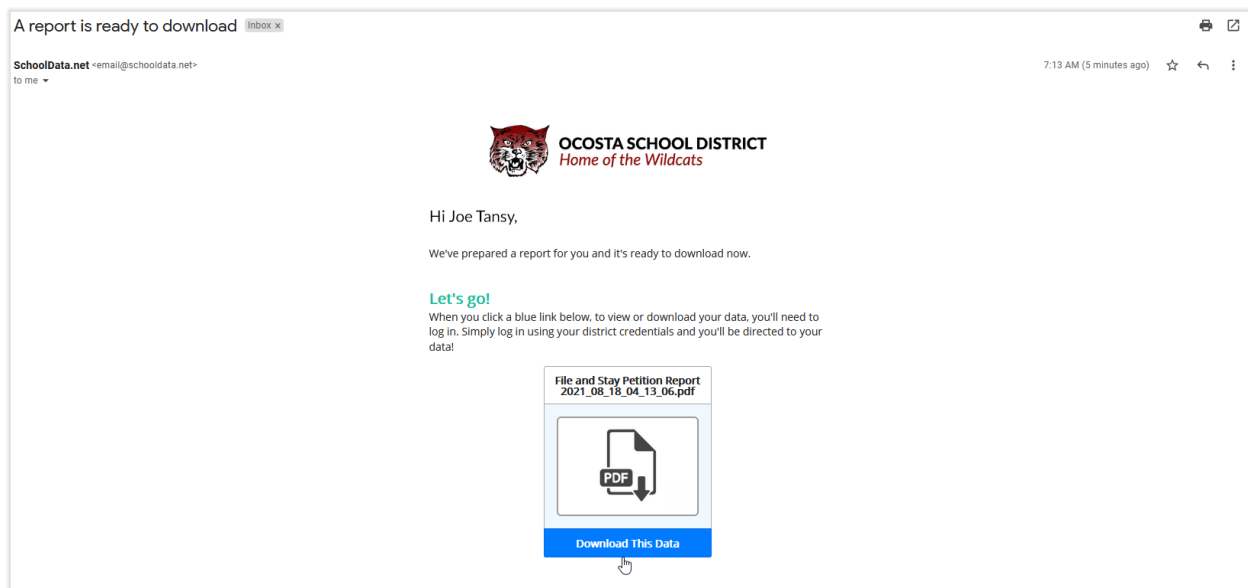 A report is ready to download Inbox x
SchoolData.net <email@schooldata.net>
7:13 AM (5 minutes ago)
to me
OCOSTA SCHOOL DISTRICT
Home of the Wildcats
Hi Joe Tansy,
We've prepared a report for you and it's ready to download now.
Let's go!
When you click a blue link below, to view or download your data, you'll need to
log in. Simply log in using your district credentials and you'll be directed to your
data!
File and Stay Petition Report
2021_08_18_04_13_06.pdf
PDF
Download This Data